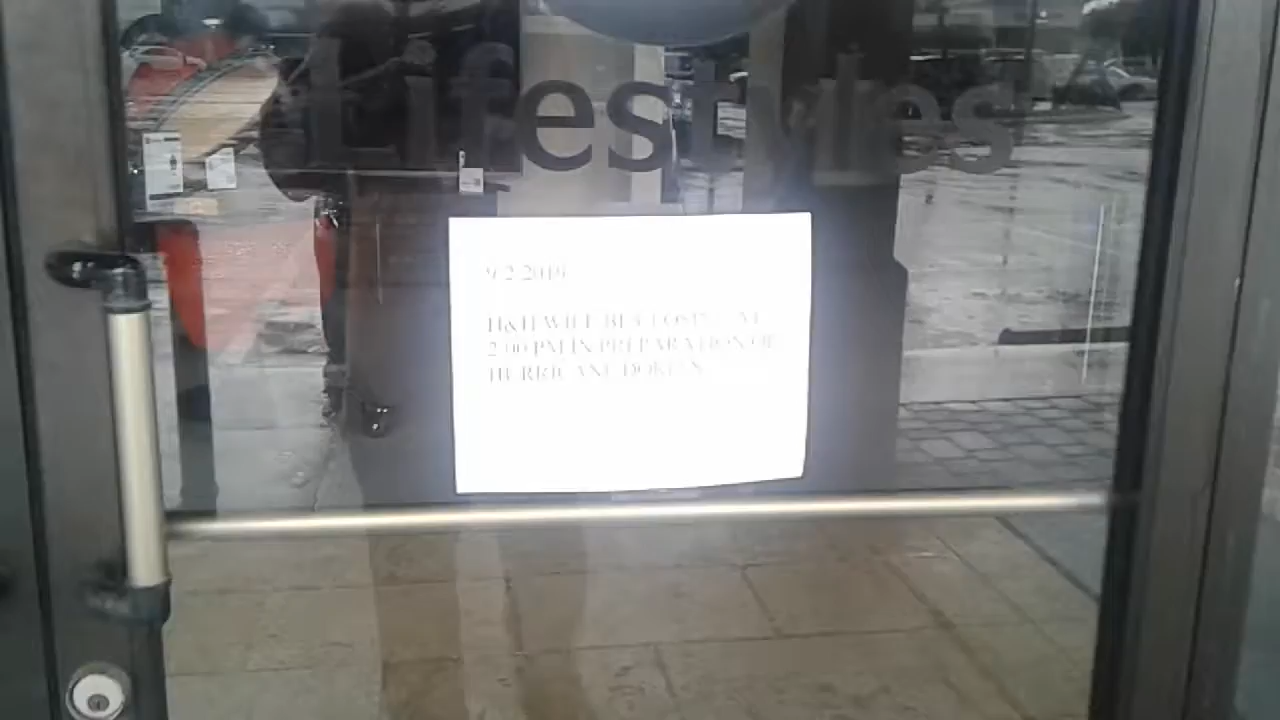 Lifestyles
9/2/2019
H&H WILL BE CLOSING AT
2:00 PM IN PREPARATION OF
HURRICANE DORIAN